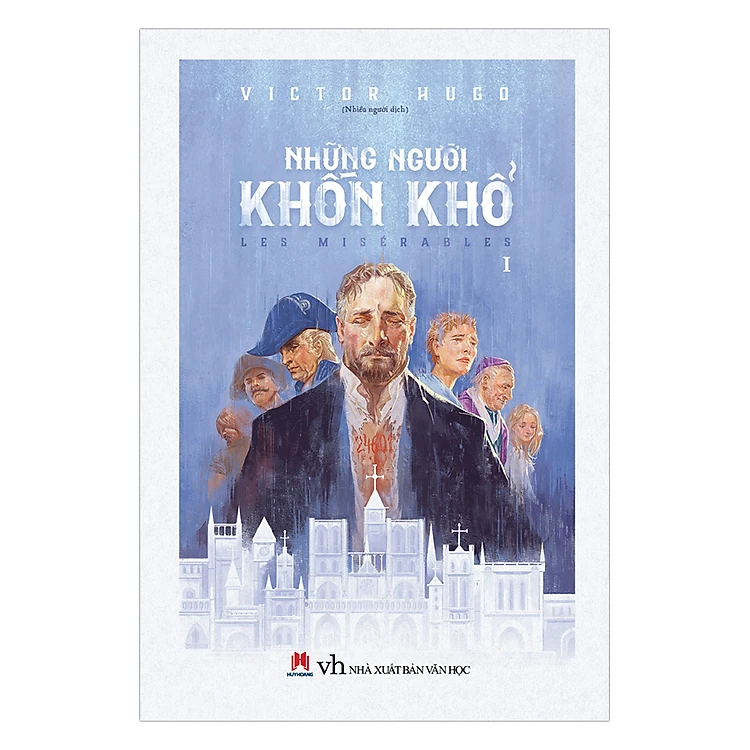 VICTOR HUGO
(Nhiều người dịch)
NHỮNG NGƯỜI
KHỐN KHỔ
LES MISÉRABLES
I
24601
HUYHOANG
vh NHÀ XUẤT BẢN VĂN HỌC